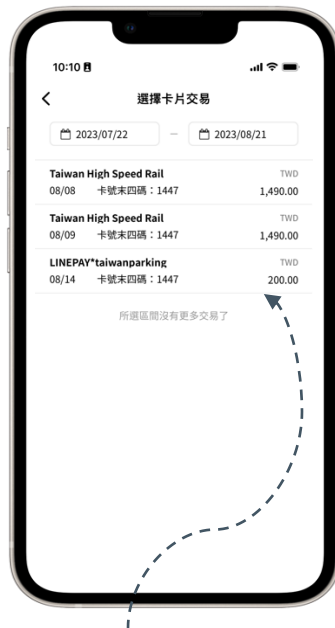 10:10
選擇卡片交易
2023/07/22 – 2023/08/21
Taiwan High Speed Rail TWD
08/08 卡號末四碼：1447 1,490.00
Taiwan High Speed Rail TWD
08/09 卡號末四碼：1447 1,490.00
LINEPAY*taiwanparking TWD
08/14 卡號末四碼：1447 200.00
所選區間沒有更多交易了